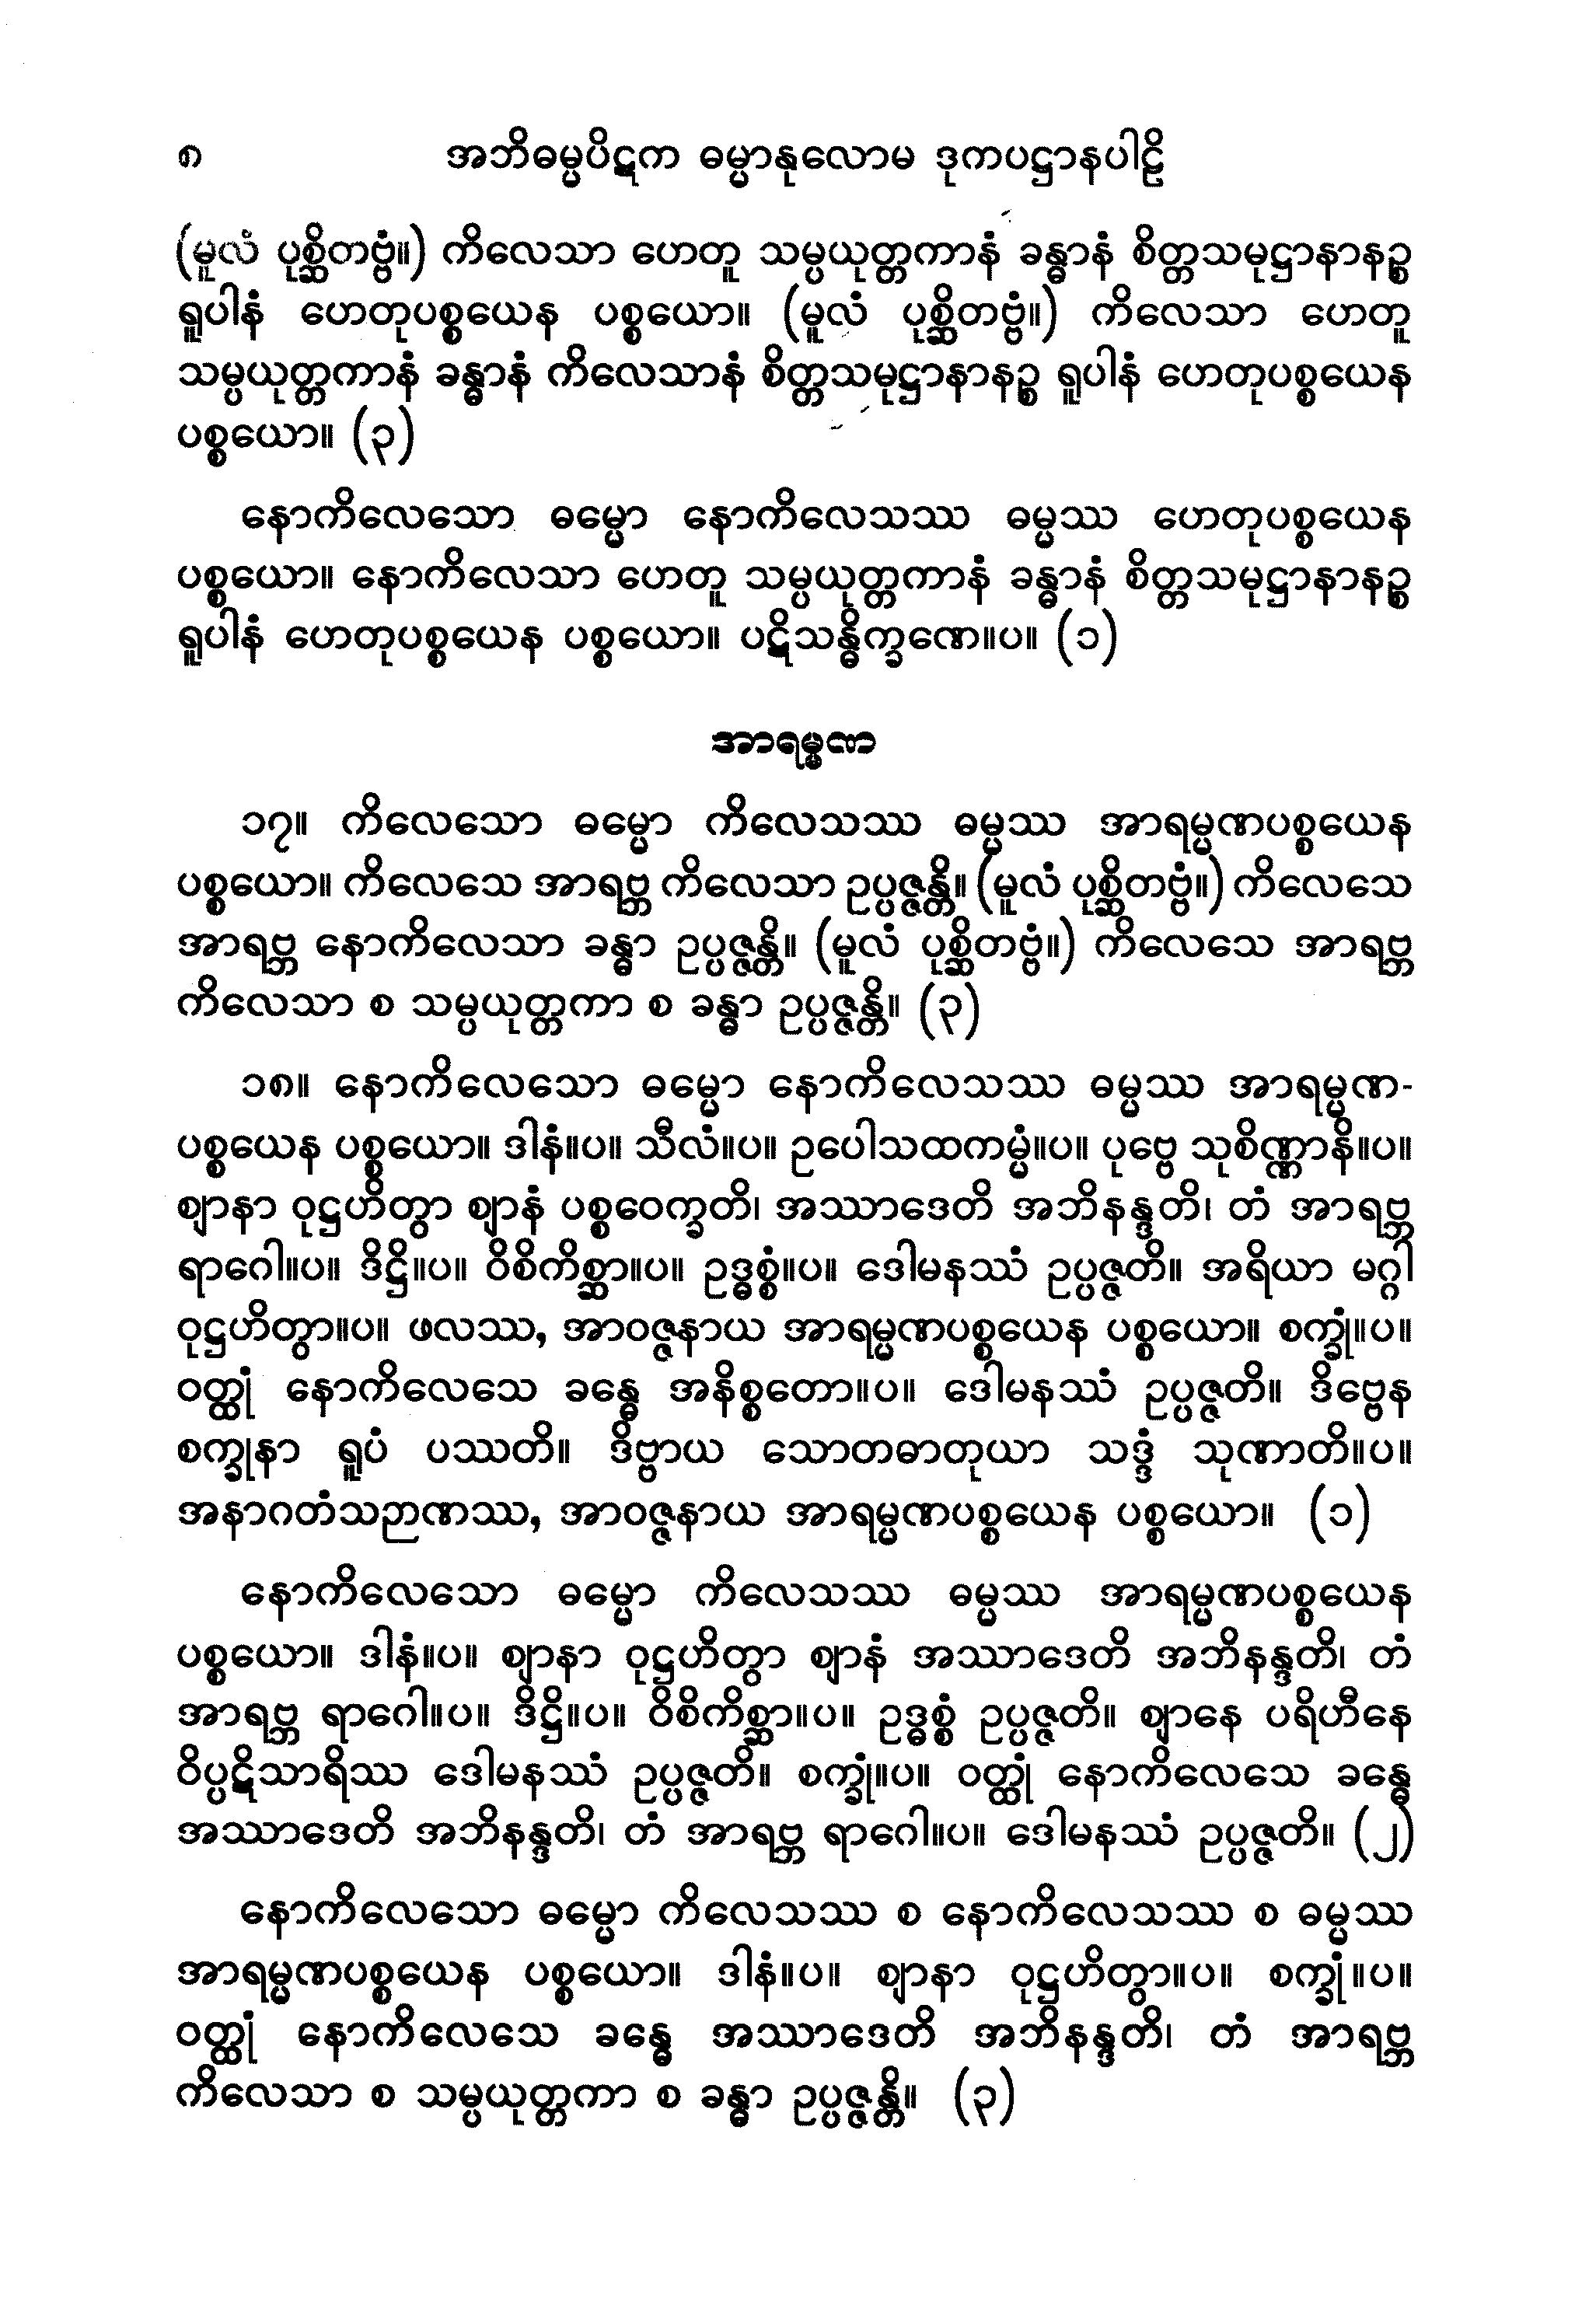 ၈ အဘိဓမ္မပိဋက ဓမ္မာနုလောမ ဒုကပဋ္ဌာနပါဠိ
(မူလံ ပုစ္ဆိတဗ္ဗံ။) ကိလေသာ ဟေတူ သမ္ပယုတ္တကာနံ ခန္ဓာနံ စိတ္တသမုဋ္ဌာနာနဉ္စ
ရူပါနံ ဟေတုပစ္စယေန ပစ္စယော။ (မူလံ ပုစ္ဆိတဗ္ဗံ။) ကိလေသာ ဟေတူ
သမ္ပယုတ္တကာနံ ခန္ဓာနံ ကိလေသာနံ စိတ္တသမုဋ္ဌာနာနဉ္စ ရူပါနံ ဟေတုပစ္စယေန
ပစ္စယော။ (၃)
နောကိလေသော ဓမ္မော နောကိလေသဿ ဓမ္မဿ ဟေတုပစ္စယေန
ပစ္စယော။ နောကိလေသာ ဟေတူ သမ္ပယုတ္တကာနံ ခန္ဓာနံ စိတ္တသမုဋ္ဌာနာနဉ္စ
ရူပါနံ ဟေတုပစ္စယေန ပစ္စယော။ ပဋိသန္ဓိက္ခဏေ။ပ။ (၁)
အာရမ္မဏ
၁၇။ ကိလေသော ဓမ္မော ကိလေသဿ ဓမ္မဿ အာရမ္မဏပစ္စယေန
ပစ္စယော။ ကိလေသေ အာရဗ္ဘ ကိလေသာ ဥပ္ပဇ္ဇန္တိ။ (မူလံ ပုစ္ဆိတဗ္ဗံ။) ကိလေသေ
အာရဗ္ဘ နောကိလေသာ ခန္ဓာ ဥပ္ပဇ္ဇန္တိ။ (မူလံ ပုစ္ဆိတဗ္ဗံ။) ကိလေသေ အာရဗ္ဘ
ကိလေသာ စ သမ္ပယုတ္တကာ စ ခန္ဓာ ဥပ္ပဇ္ဇန္တိ။ (၃)
၁၈။ နောကိလေသော ဓမ္မော နောကိလေသဿ ဓမ္မဿ အာရမ္မဏ-
ပစ္စယေန ပစ္စယော။ ဒါနံ။ပ။ သီလံ။ပ။ ဥပေါသထကမ္မံ။ပ။ ပုဗ္ဗေ သုစိဏ္ဏာနိ။ပ။
ဈာနာ ဝုဋ္ဌဟိတွာ ဈာနံ ပစ္စဝေက္ခတိ၊ အဿာဒေတိ အဘိနန္ဒတိ၊ တံ အာရဗ္ဘ
ရာဂေါ။ပ။ ဒိဋ္ဌိ။ပ။ ဝိစိကိစ္ဆာ။ပ။ ဥဒ္ဓစ္စံ။ပ။ ဒေါမနဿံ ဥပ္ပဇ္ဇတိ။ အရိယာ မဂ္ဂါ
ဝုဋ္ဌဟိတွာ။ပ။ ဖလဿ, အာဝဇ္ဇနာယ အာရမ္မဏပစ္စယေန ပစ္စယော။ စက္ခုံ။ပ။
ဝတ္ထုံ နောကိလေသေ ခန္ဓေ အနိစ္စတော။ပ။ ဒေါမနဿံ ဥပ္ပဇ္ဇတိ။ ဒိဗ္ဗေန
စက္ခုနာ ရူပံ ပဿတိ။ ဒိဗ္ဗာယ သောတဓာတုယာ သဒ္ဒံ သုဏာတိ။ပ။
အနာဂတံသဉာဏဿ, အာဝဇ္ဇနာယ အာရမ္မဏပစ္စယေန ပစ္စယော။ (၁)
နောကိလေသော ဓမ္မော ကိလေသဿ ဓမ္မဿ အာရမ္မဏပစ္စယေန
ပစ္စယော။ ဒါနံ။ပ။ ဈာနာ ဝုဋ္ဌဟိတွာ ဈာနံ အဿာဒေတိ အဘိနန္ဒတိ၊ တံ
အာရဗ္ဘ ရာဂေါ။ပ။ ဒိဋ္ဌိ။ပ။ ဝိစိကိစ္ဆာ။ပ။ ဥဒ္ဓစ္စံ ဥပ္ပဇ္ဇတိ။ ဈာနေ ပရိဟီနေ
ဝိပ္ပဋိသာရိဿ ဒေါမနဿံ ဥပ္ပဇ္ဇတိ။ စက္ခုံ။ပ။ ဝတ္ထုံ နောကိလေသေ ခန္ဓေ
အဿာဒေတိ အဘိနန္ဒတိ၊ တံ အာရဗ္ဘ ရာဂေါ။ပ။ ဒေါမနဿံ ဥပ္ပဇ္ဇတိ။ (၂)
နောကိလေသော ဓမ္မော ကိလေသဿ စ နောကိလေသဿ စ ဓမ္မဿ
အာရမ္မဏပစ္စယေန ပစ္စယော။ ဒါနံ။ပ။ ဈာနာ ဝုဋ္ဌဟိတွာ။ပ။ စက္ခုံ။ပ။
ဝတ္ထုံ နောကိလေသေ ခန္ဓေ အဿာဒေတိ အဘိနန္ဒတိ၊ တံ အာရဗ္ဘ
ကိလေသာ စ သမ္ပယုတ္တကာ စ ခန္ဓာ ဥပ္ပဇ္ဇန္တိ။ (၃)